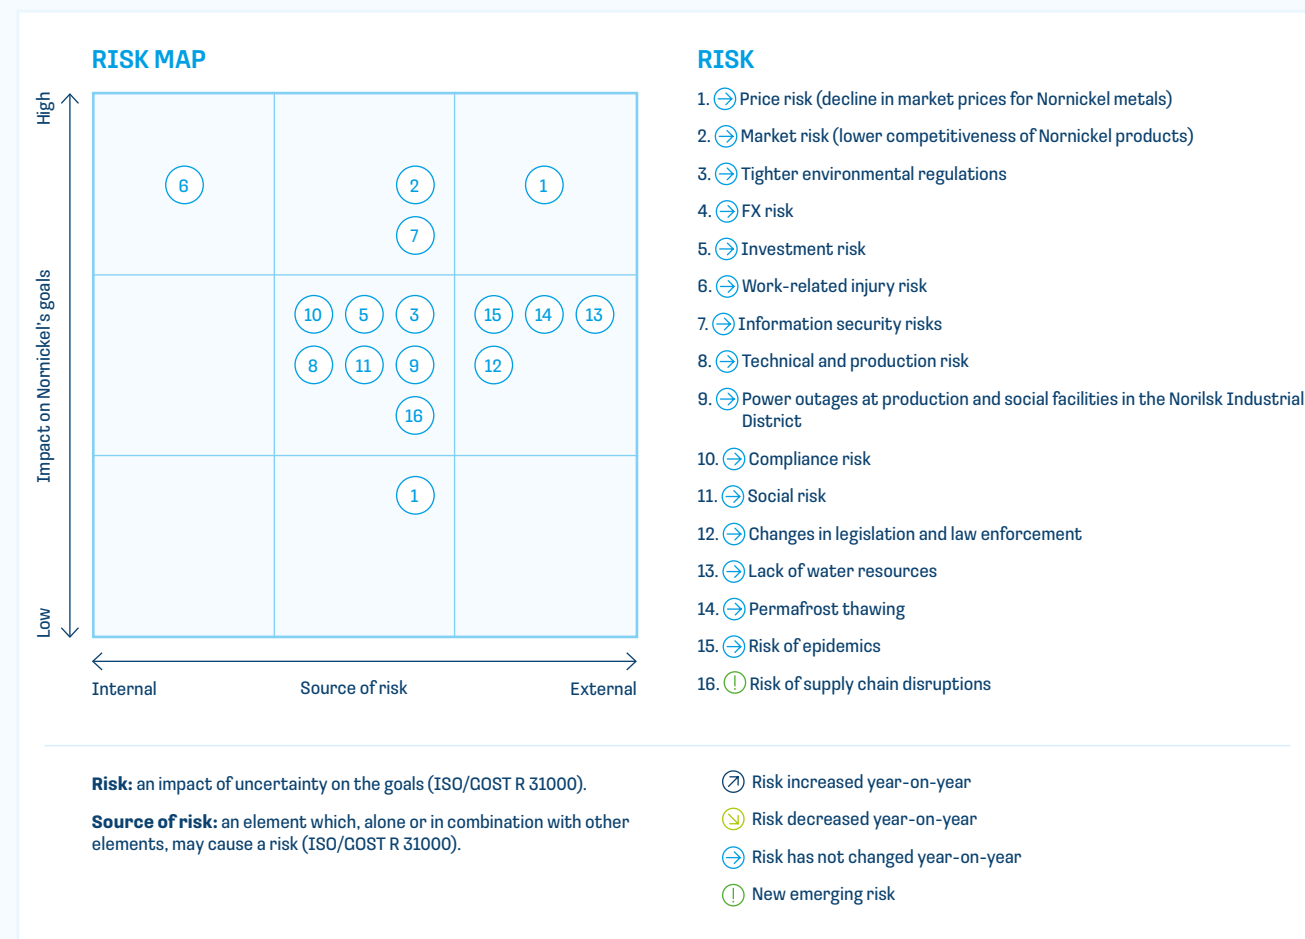 RISK MAP
High
Impact on Nornickel's goals
Low
6
2
1
7
10
5
3
15
14
13
8
11
9
12
16
1
Internal
Source of risk
External
RISK
1. Price risk (decline in market prices for Nornickel metals)
2. Market risk (lower competitiveness of Nornickel products)
3. Tighter environmental regulations
4. FX risk
5. Investment risk
6. Work-related injury risk
7. Information security risks
8. Technical and production risk
9. Power outages at production and social facilities in the Norilsk Industrial
District
10. Compliance risk
11. Social risk
12. Changes in legislation and law enforcement
13. Lack of water resources
14. Permafrost thawing
15. Risk of epidemics
16. ! Risk of supply chain disruptions
Risk: an impact of uncertainty on the goals (ISO/GOST R 31000).
Source of risk: an element which, alone or in combination with other
elements, may cause a risk (ISO/GOST R 31000).
Risk increased year-on-year
Risk decreased year-on-year
Risk has not changed year-on-year
! New emerging risk